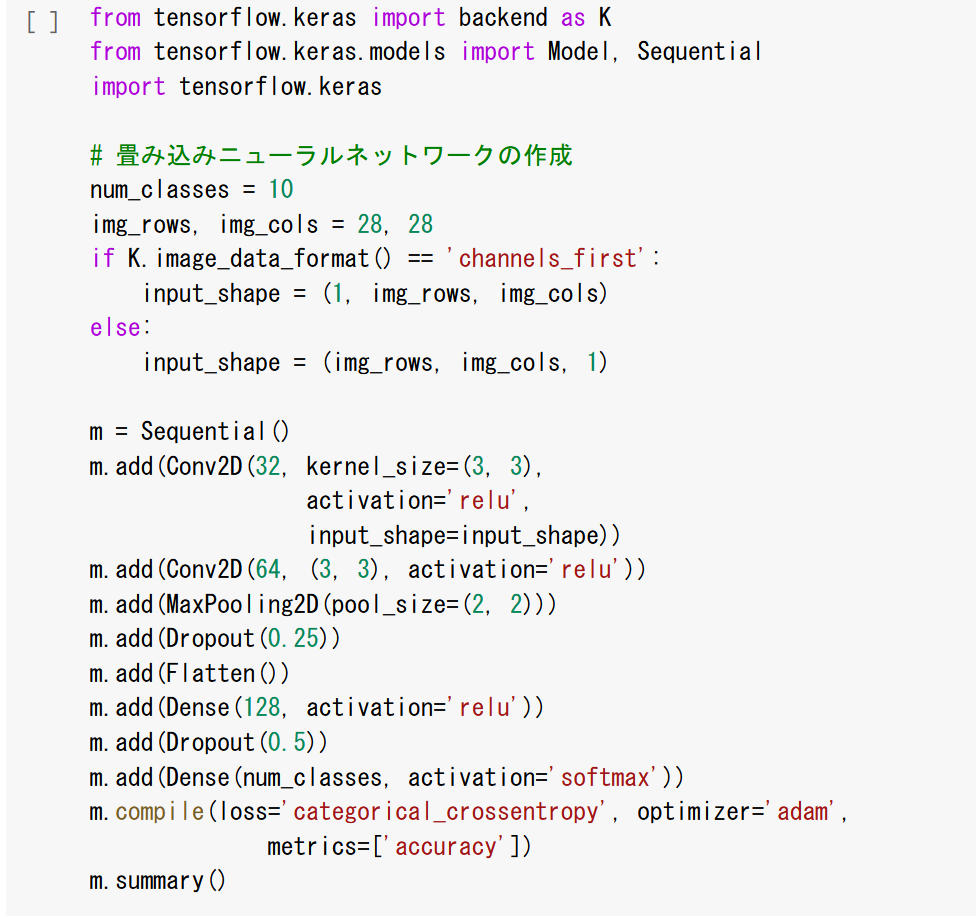 [ ] from tensorflow.keras import backend as K
from tensorflow.keras.models import Model, Sequential
import tensorflow.keras

# 畳み込みニューラルネットワークの作成
num_classes = 10
img_rows, img_cols = 28, 28
if K.image_data_format() == 'channels_first':
    input_shape = (1, img_rows, img_cols)
else:
    input_shape = (img_rows, img_cols, 1)

m = Sequential()
m.add(Conv2D(32, kernel_size=(3, 3),
                 activation='relu',
                 input_shape=input_shape))
m.add(Conv2D(64, (3, 3), activation='relu'))
m.add(MaxPooling2D(pool_size=(2, 2)))
m.add(Dropout(0.25))
m.add(Flatten())
m.add(Dense(128, activation='relu'))
m.add(Dropout(0.5))
m.add(Dense(num_classes, activation='softmax'))
m.compile(loss='categorical_crossentropy', optimizer='adam',
              metrics=['accuracy'])
m.summary()